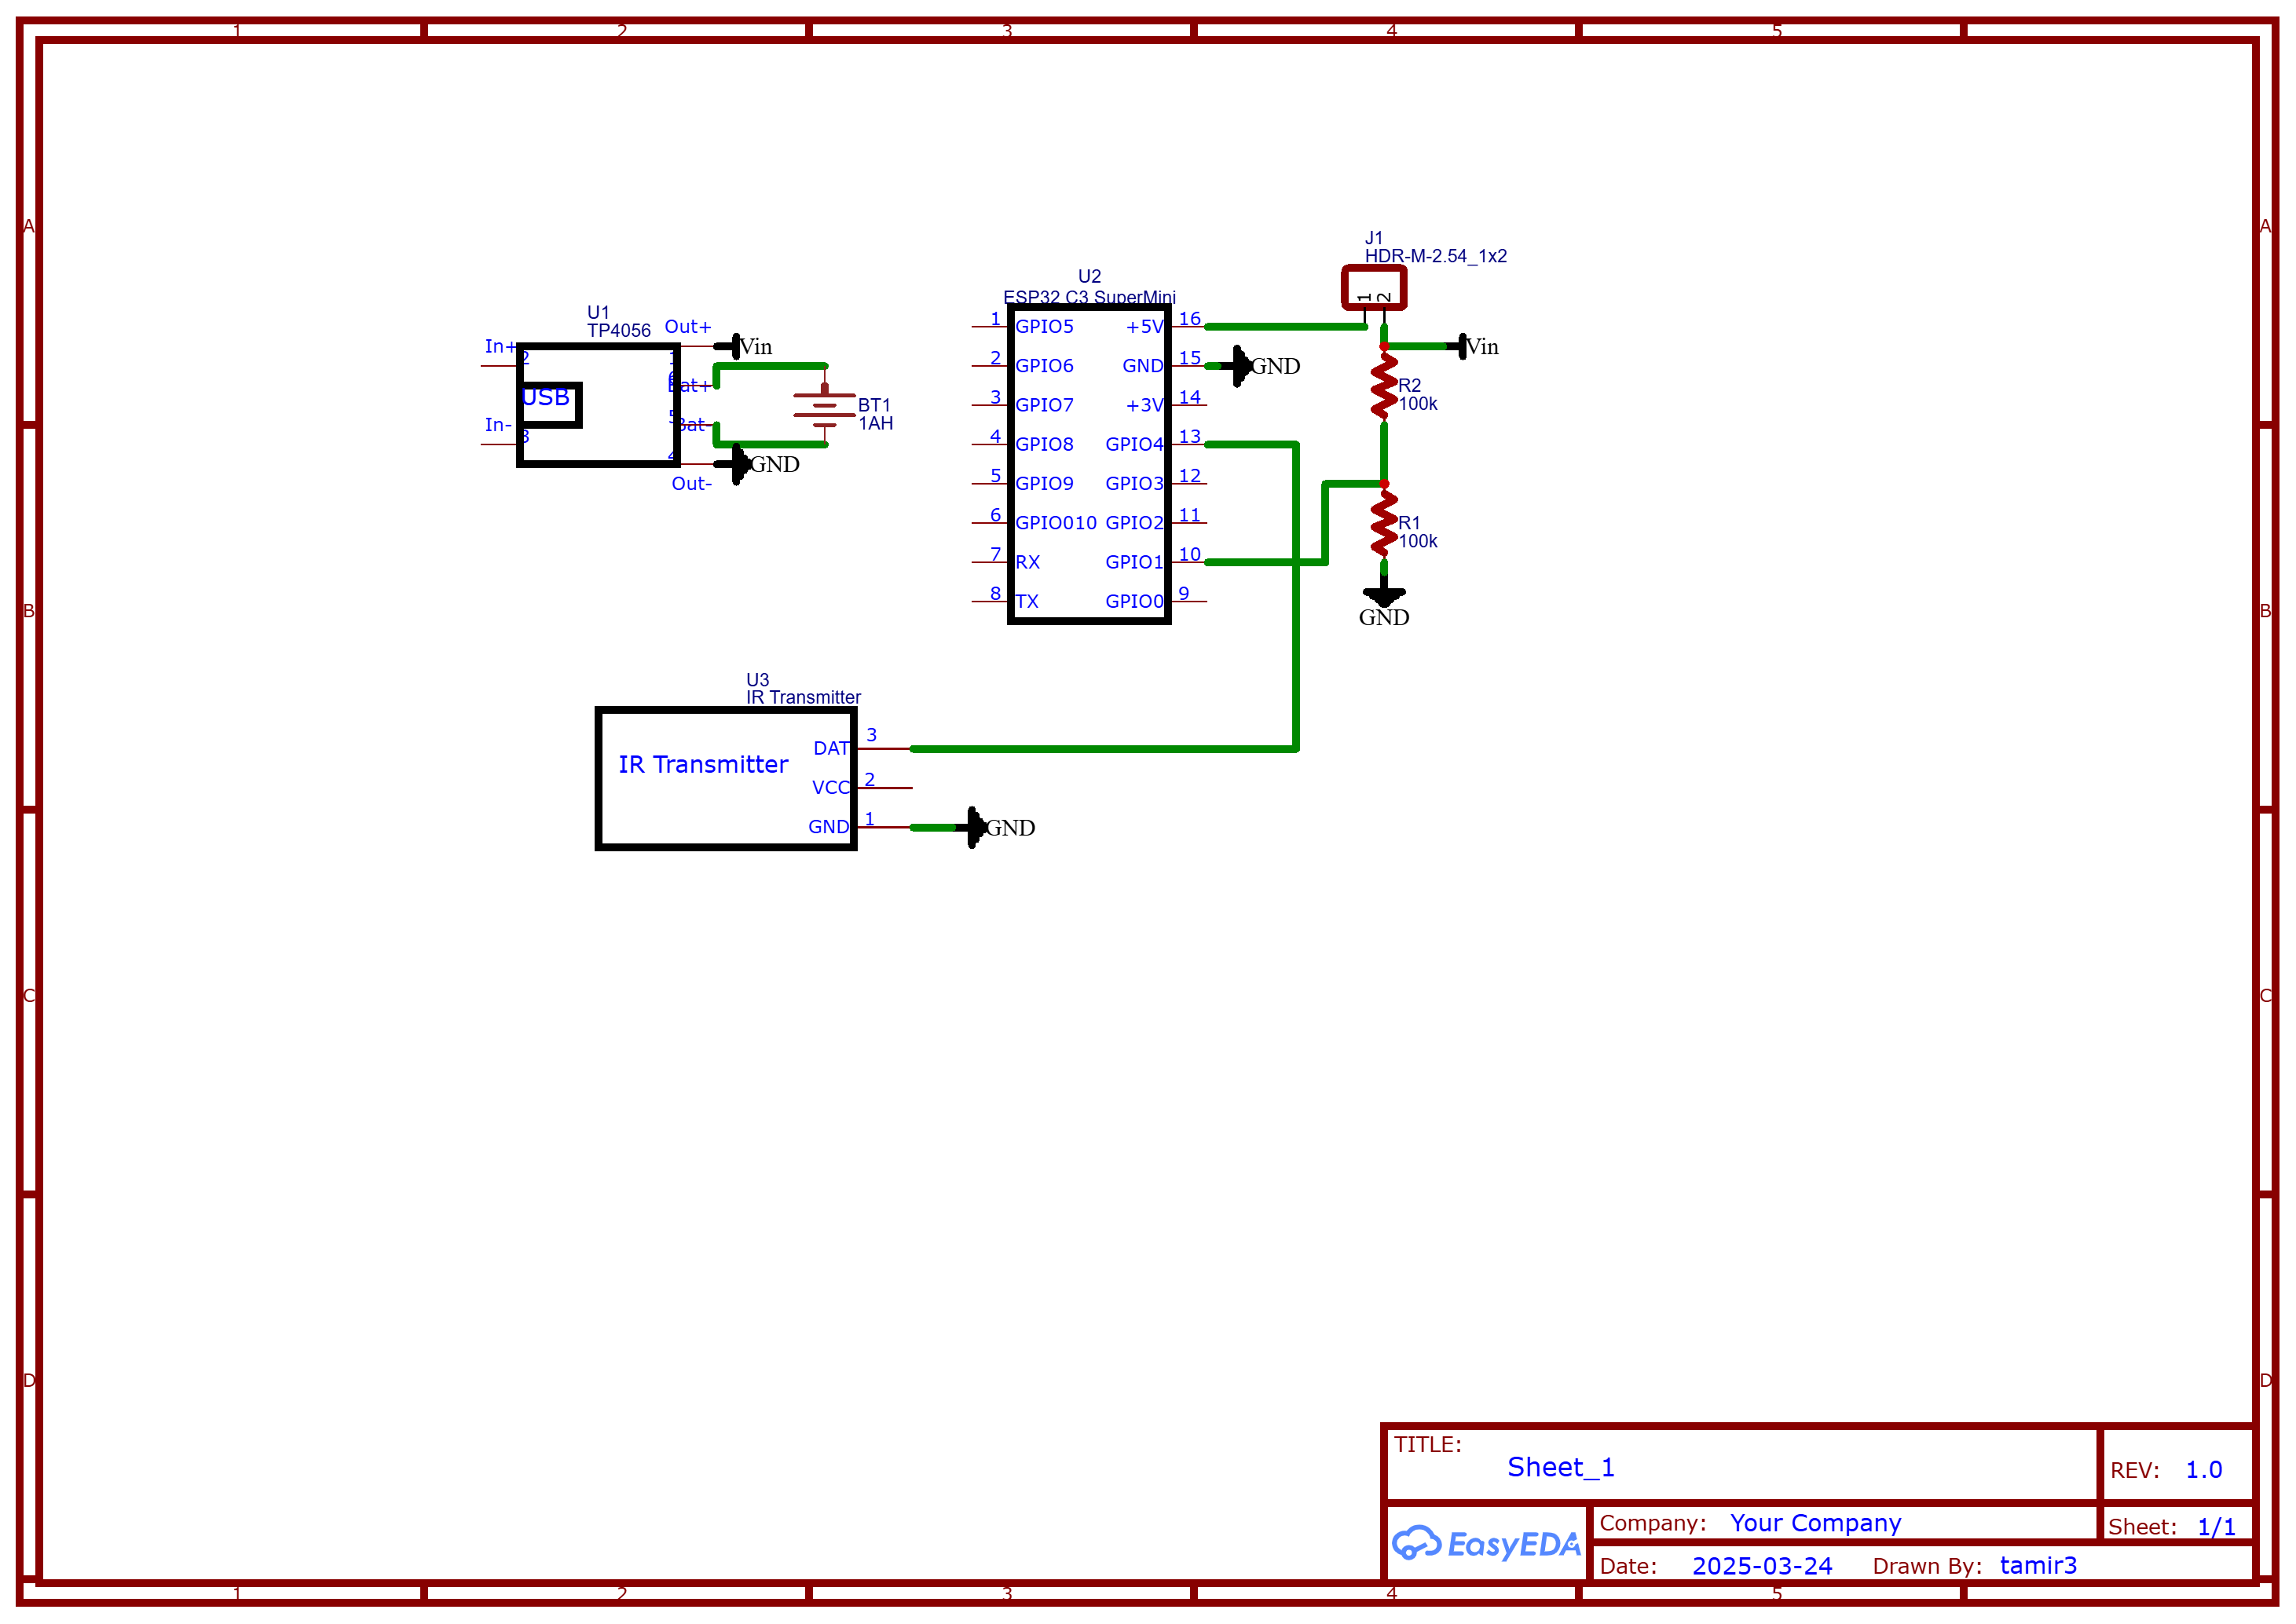 1 2 3 4 5
A A
B B
C C
D D
U1
TP4056
Out+
In+
2
1
Vin
6
Bat+
USB
5
Bat-
In-
3
4
GND
Out-
BT1
1AH
U2
ESP32 C3 SuperMini
1 GPIO5 +5V 16
2 GPIO6 GND 15
3 GPIO7 +3V 14
4 GPIO8 GPIO4 13
5 GPIO9 GPIO3 12
6 GPIO010 GPIO2 11
7 RX GPIO1 10
8 TX GPIO0 9
GND
J1
HDR-M-2.54_1x2
1 2
Vin
R2
100k
R1
100k
GND
U3
IR Transmitter
IR Transmitter
DAT 3
VCC 2
GND 1
GND
TITLE:
Sheet_1
REV: 1.0
EasyEDA
Company: Your Company
Sheet: 1/1
Date: 2025-03-24 Drawn By: tamir3
1 2 3 4 5